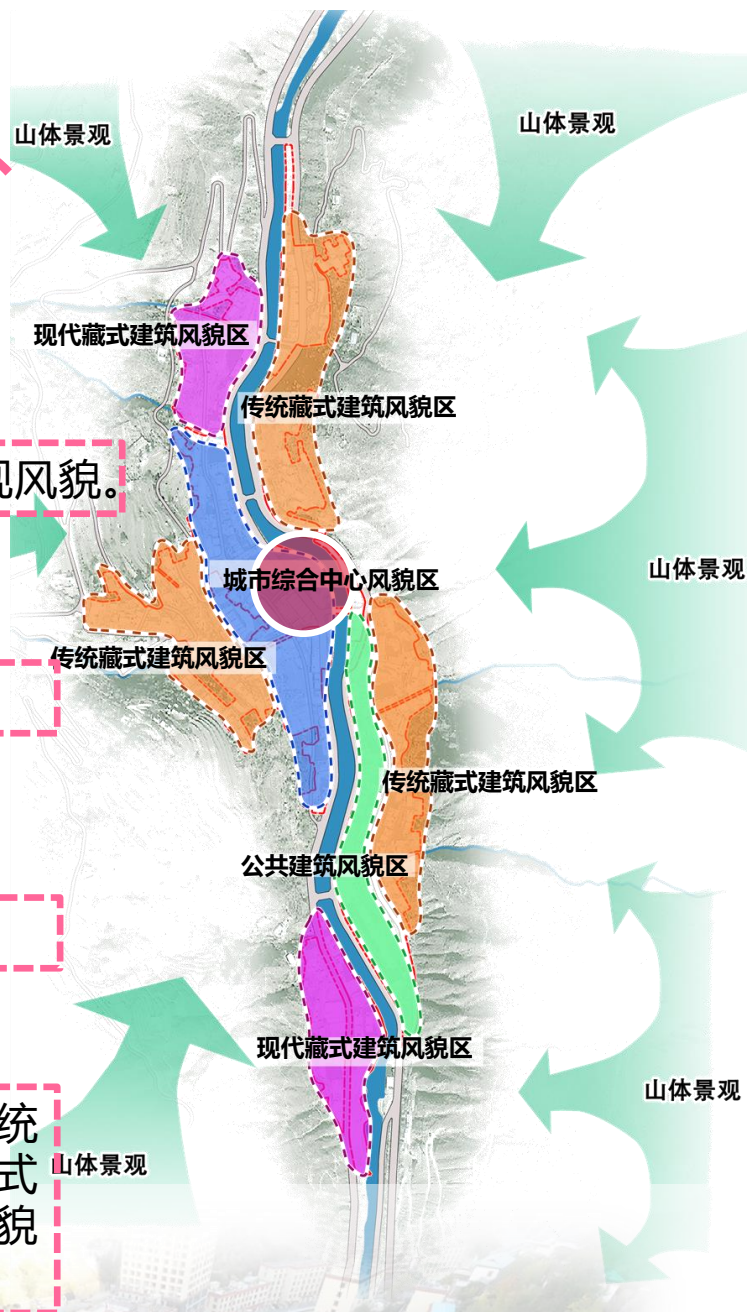 山体景观
山体景观
现代藏式建筑风貌区
传统藏式建筑风貌区
风貌。
城市综合中心风貌区
山体景观
传统藏式建筑风貌区
传统藏式建筑风貌区
公共建筑风貌区
现代藏式建筑风貌区
山体景观
统
山体景观
式
貌